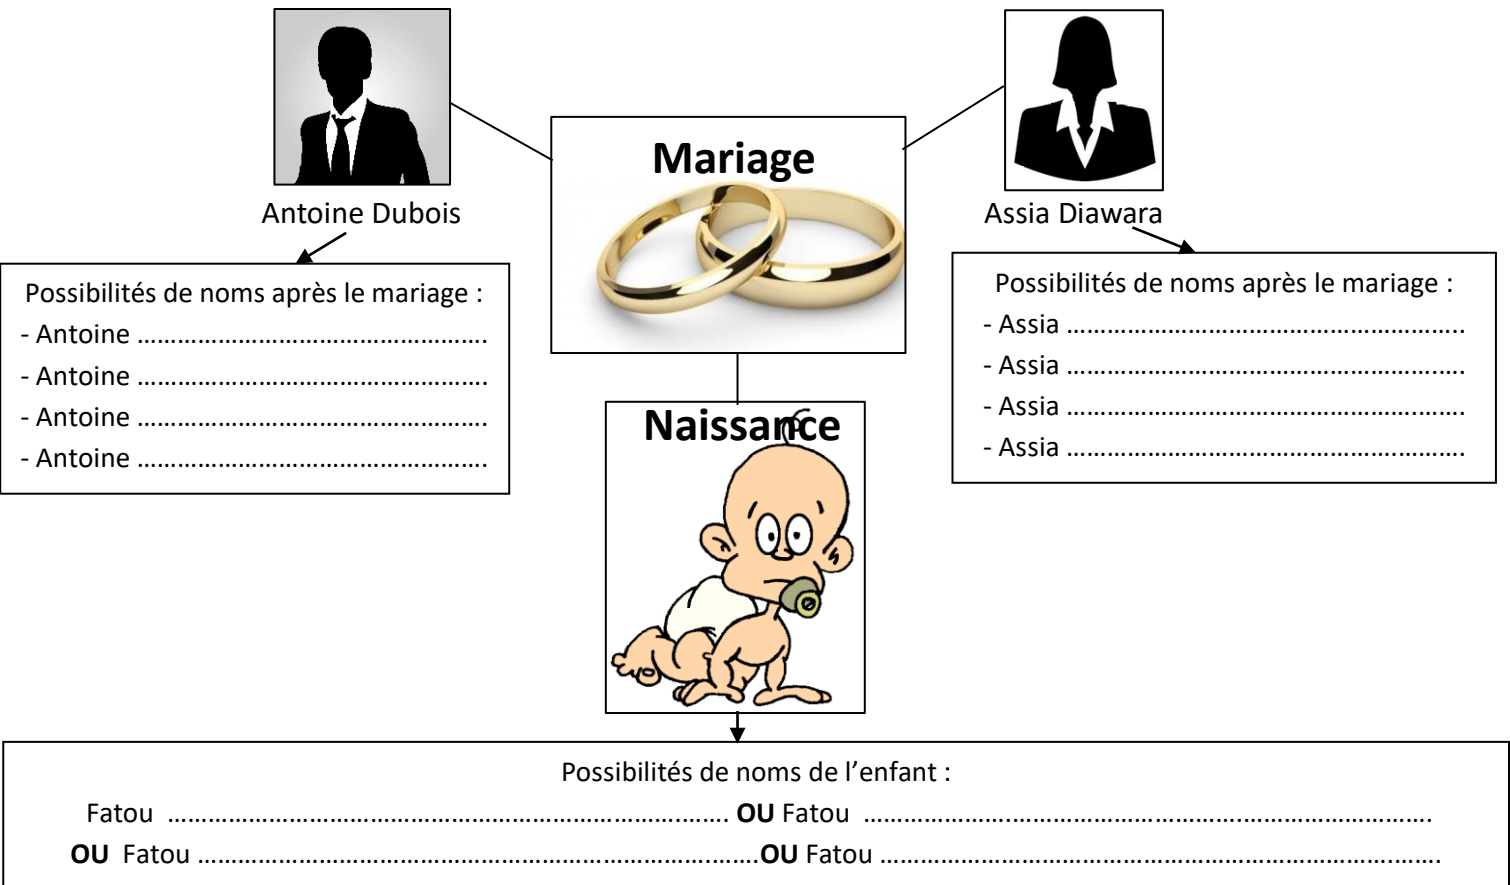 Mariage
Antoine Dubois
Assia Diawara
Possibilités de noms après le mariage :
- Antoine ……………………………………………
- Antoine ……………………………………………
- Antoine ……………………………………………
- Antoine ……………………………………………
Possibilités de noms après le mariage :
- Assia …………………………………………………..
- Assia …………………………………………………..
- Assia …………………………………………………..
- Assia …………………………………………………..
Naissance
Possibilités de noms de l’enfant :
Fatou ……………………………………………………………………….. OU Fatou …………………………………………………………………………
OU Fatou ………………………………………………………………………..OU Fatou ……………………………………………………………………….